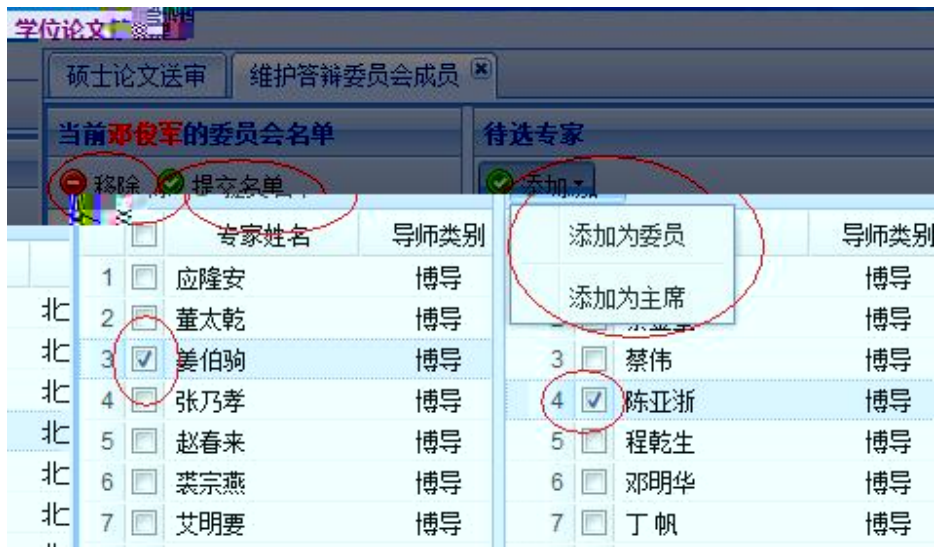 学位论文
硕士论文送审 维护答辩委员会成员
当前邓俊军的委员会名单 待选专家
移除 提交名单 添加
专家姓名 导师类别 添加为委员 导师类别
1 应隆安 博导 博导
北 2 董太乾 博导 添加为主席 博导
北 3 姜伯驹 博导 3 蔡伟 博导
北 4 张乃孝 博导 4 陈亚浙 博导
北 5 赵春来 博导 5 程乾生 博导
北 6 裘宗燕 博导 6 邓明华 博导
北 7 艾明要 博导 7 丁帆 博导